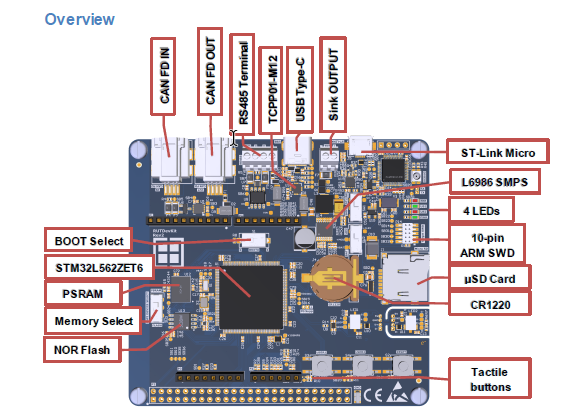 Overview
CAN FD IN
CAN FD OUT
RS485 Terminal
TCPP01-M12
USB Type-C
Sink OUTPUT
ST-Link Micro
L6986 SMPS
4 LEDs
10-pin
ARM SWD
µSD Card
CR1220
BOOT Select
STM32L562ZET6
PSRAM
Memory Select
NOR Flash
Tactile
buttons
CE